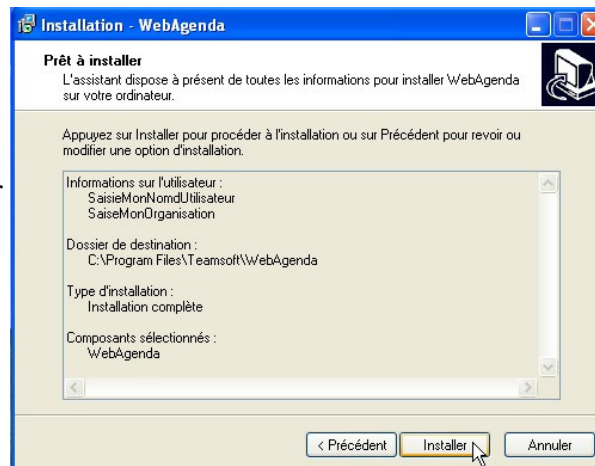 Installation - WebAgenda
Prêt à installer
L'assistant dispose à présent de toutes les informations pour installer WebAgenda
sur votre ordinateur.
Appuyez sur Installer pour procéder à l'installation ou sur Précédent pour revoir ou
modifier une option d'installation.
Informations sur l'utilisateur :
SaisieMonNomdUtilisateur
SaiseMonOrganisation
Dossier de destination :
C:\Program Files\Teamsoft\WebAgenda
Type d'installation :
Installation complète
Composants sélectionnés :
WebAgenda
< Précédent
Installer
Annuler